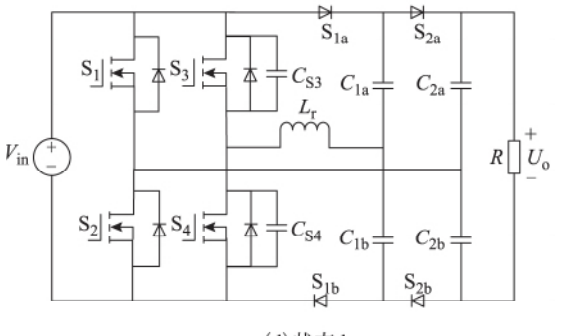 S1a S2a
S1 S3 CS3 C1a C2a
Lr
+
Vin + − R Uo
−
S2 S4 CS4 C1b C2b
S1b S2b